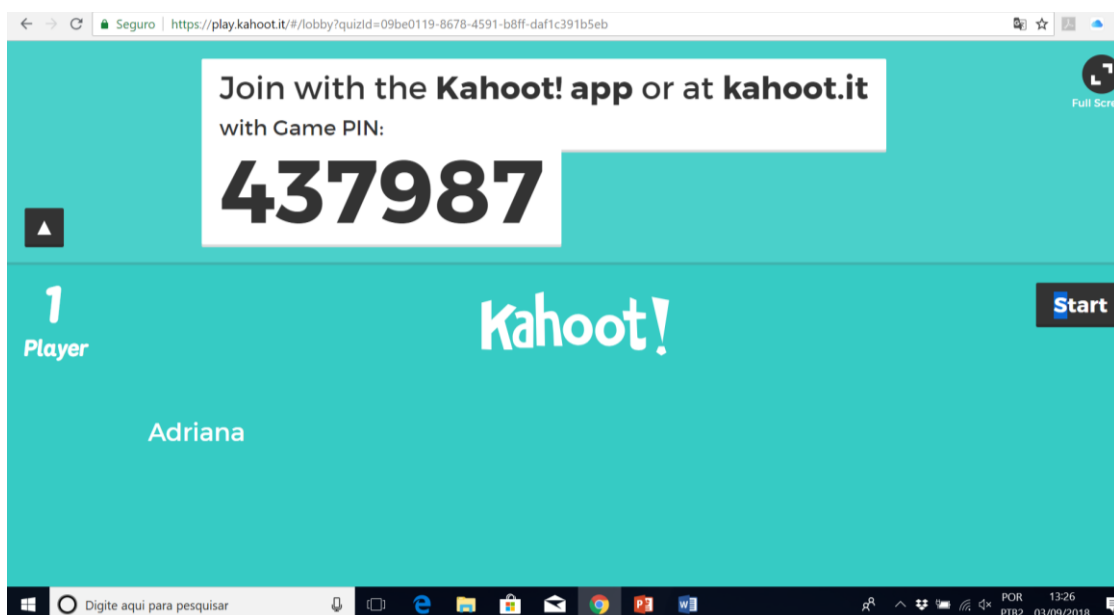 Seguro | https://play.kahoot.it/#/lobby?quizId=09be0119-8678-4591-b8ff-daf1c391b5eb
Join with the Kahoot! app or at kahoot.it
with Game PIN:
437987
Full Scre
1
Player
Kahoot!
Start
Adriana
Digite aqui para pesquisar
POR
PTB2
13:26
03/09/2018